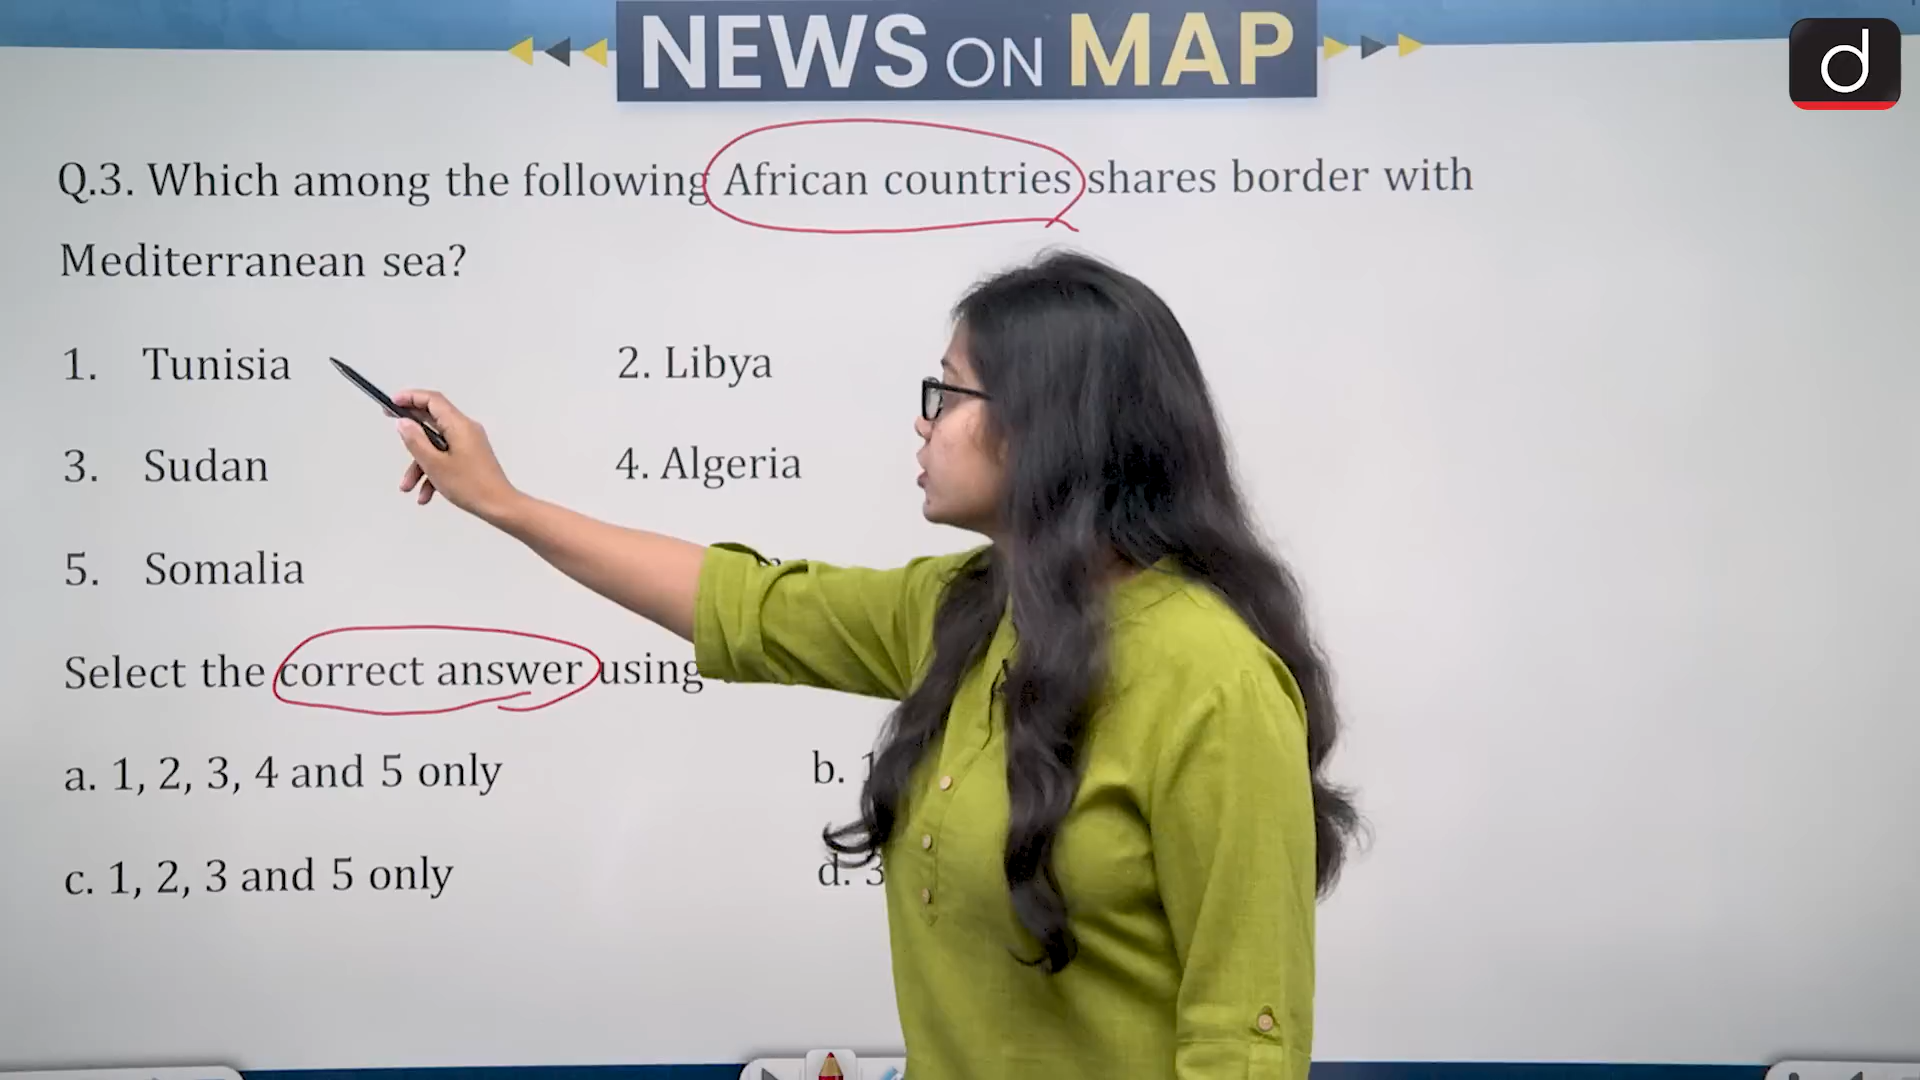 NEWS ON MAP
d
Q.3. Which among the following African countries shares border with
Mediterranean sea?
1. Tunisia 2. Libya
3. Sudan 4. Algeria
5. Somalia
Select the correct answer using
a. 1, 2, 3, 4 and 5 only b.
c. 1, 2, 3 and 5 only d. 3